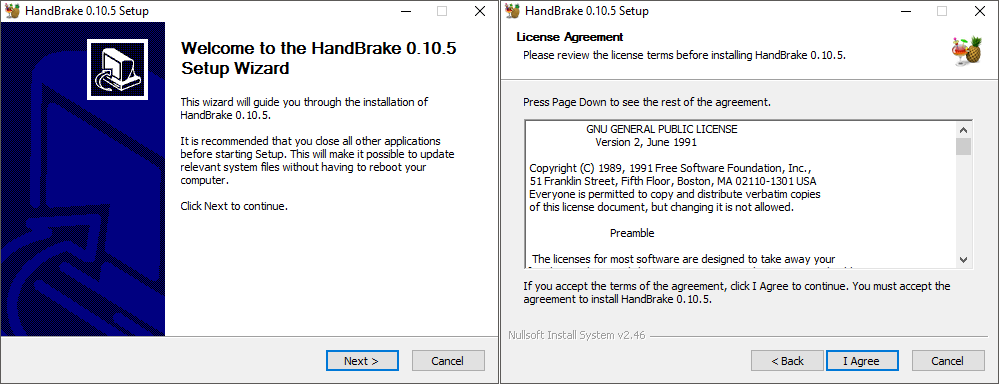 HandBrake 0.10.5 Setup
Welcome to the HandBrake 0.10.5
Setup Wizard
This wizard will guide you through the installation of
HandBrake 0.10.5.
It is recommended that you close all other applications
before starting Setup. This will make it possible to update
relevant system files without having to reboot your
computer.
Click Next to continue.
Next >
Cancel
HandBrake 0.10.5 Setup
License Agreement
Please review the license terms before installing HandBrake 0.10.5.
Press Page Down to see the rest of the agreement.
GNU GENERAL PUBLIC LICENSE
Version 2, June 1991
Copyright (C) 1989, 1991 Free Software Foundation, Inc.,
51 Franklin Street, Fifth Floor, Boston, MA 02110-1301 USA
Everyone is permitted to copy and distribute verbatim copies
of this license document, but changing it is not allowed.
Preamble
The licenses for most software are designed to take away your
If you accept the terms of the agreement, click I Agree to continue. You must accept the
agreement to install HandBrake 0.10.5.
Nullsoft Install System v2.46
< Back
I Agree
Cancel